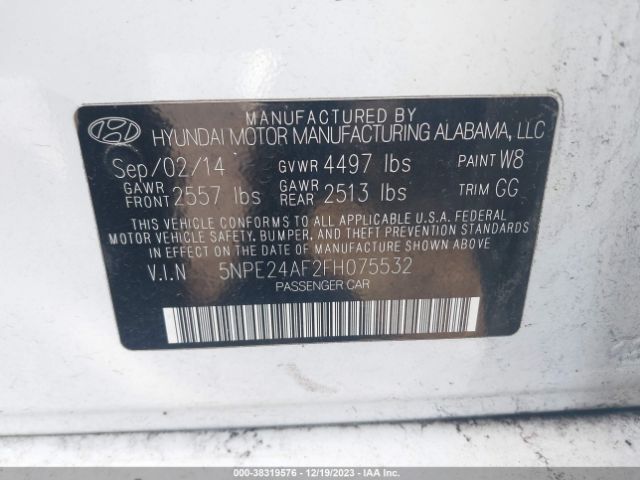 MANUFACTURED BY
HYUNDAI MOTOR MANUFACTURING ALABAMA, LLC
Sep/02/14 GVWR 4497 lbs PAINT W8
GAWR FRONT 2557 lbs GAWR REAR 2513 lbs TRIM GG
THIS VEHICLE CONFORMS TO ALL APPLICABLE U.S.A. FEDERAL
MOTOR VEHICLE SAFETY, BUMPER, AND THEFT PREVENTION STANDARDS
IN EFFECT ON THE DATE OF MANUFACTURE SHOWN ABOVE
V.I.N 5NPE24AF2FH075532
PASSENGER CAR
Owner: - 38319576 - 12/19/2023 - IAA Inc.